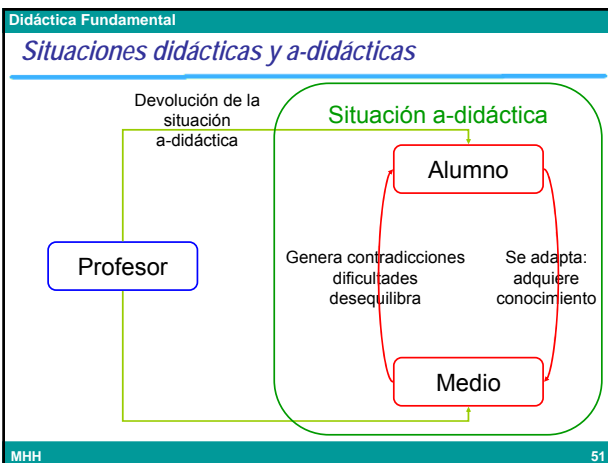 Didáctica Fundamental
Situaciones didácticas y a-didácticas
Devolución de la
situación
a-didáctica
Situación a-didáctica
Alumno
Profesor
Genera contradicciones
dificultades
desequilibra
Se adapta:
adquiere
conocimiento
Medio
MHH
51